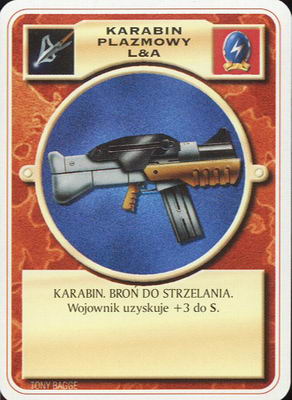 KARABIN
PLAZMOWY
L&A
KARABIN. BROŃ DO STRZELANIA.
Wojownik uzyskuje +3 do S.
TONY BAGGE